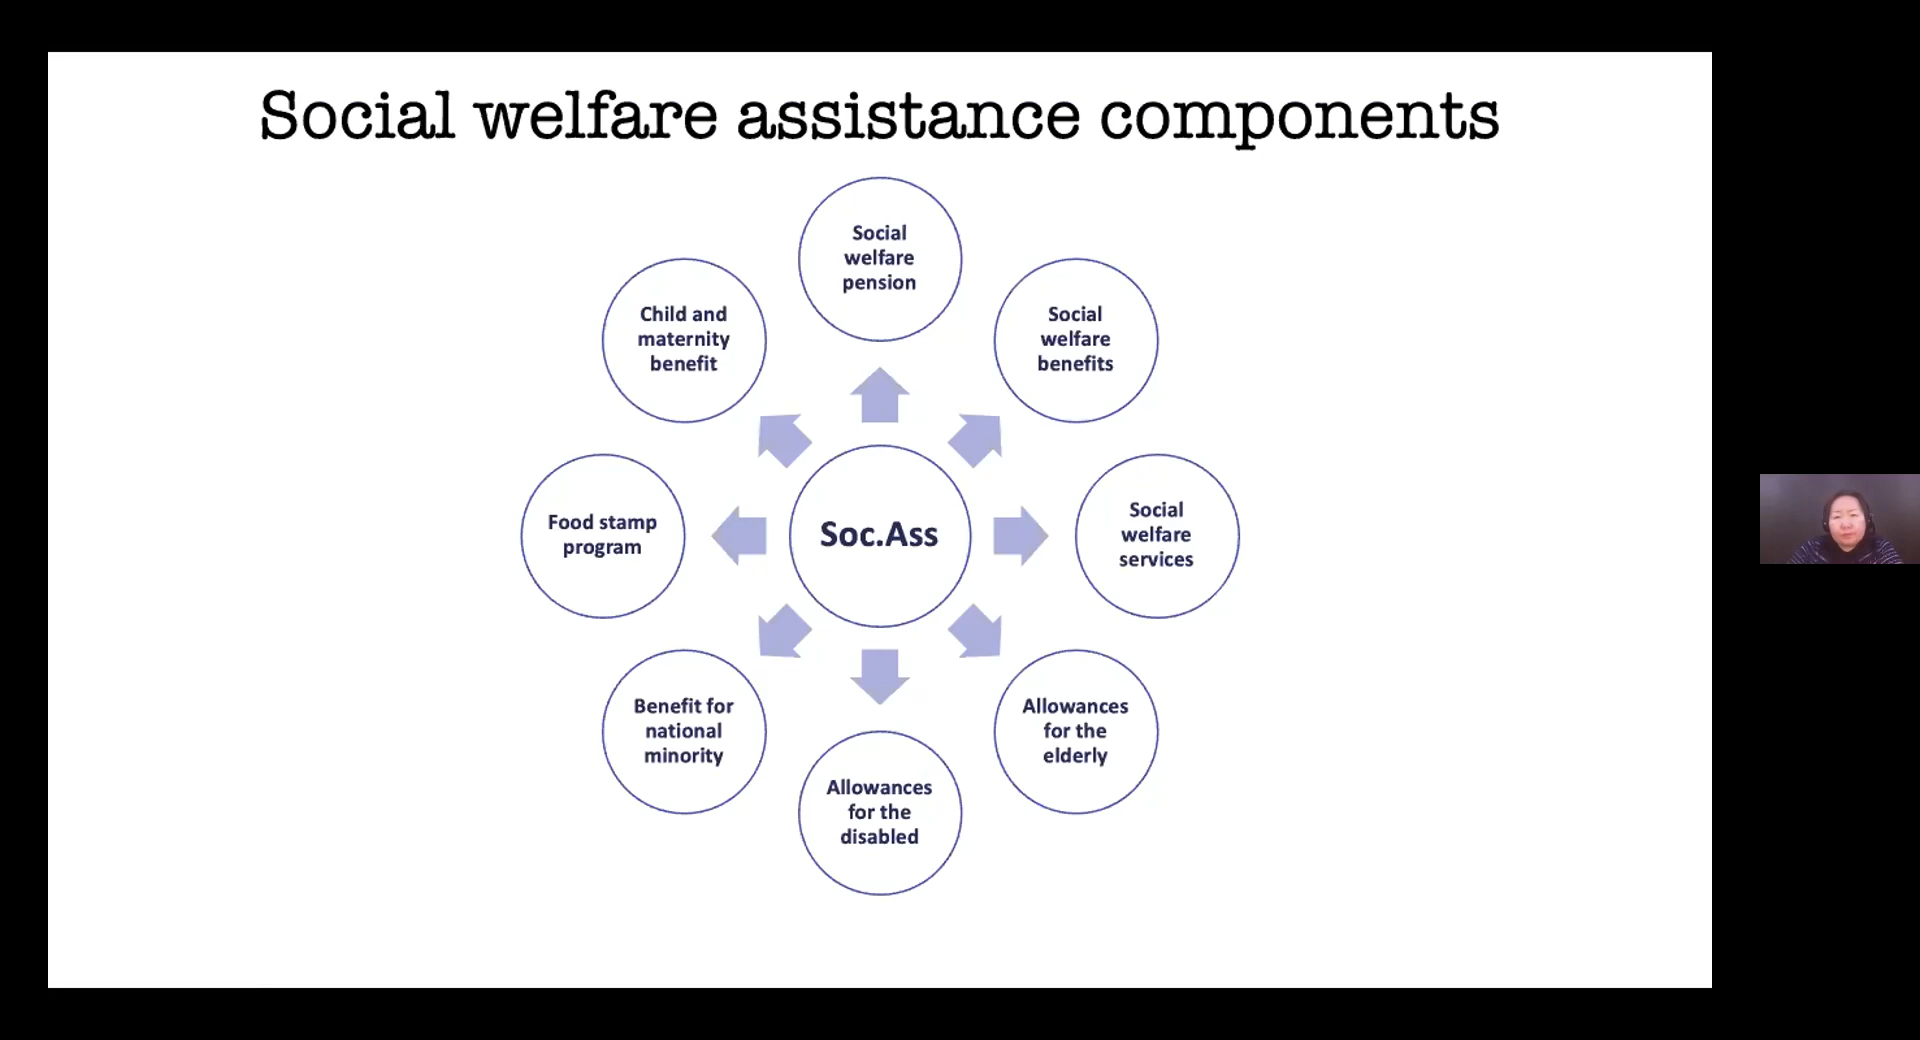 Social welfare assistance components
Social
welfare
pension
Social
welfare
benefits
Social
welfare
services
Allowances
for the
elderly
Allowances
for the
disabled
Benefit for
national
minority
Food stamp
program
Child and
maternity
benefit
Soc.Ass